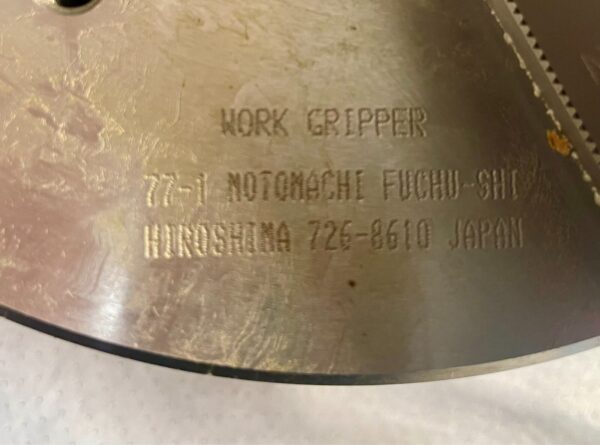 WORK GRIPPER
77-1 MOTOMACHI FUCHU-SHI
HIROSHIMA 726-8610 JAPAN